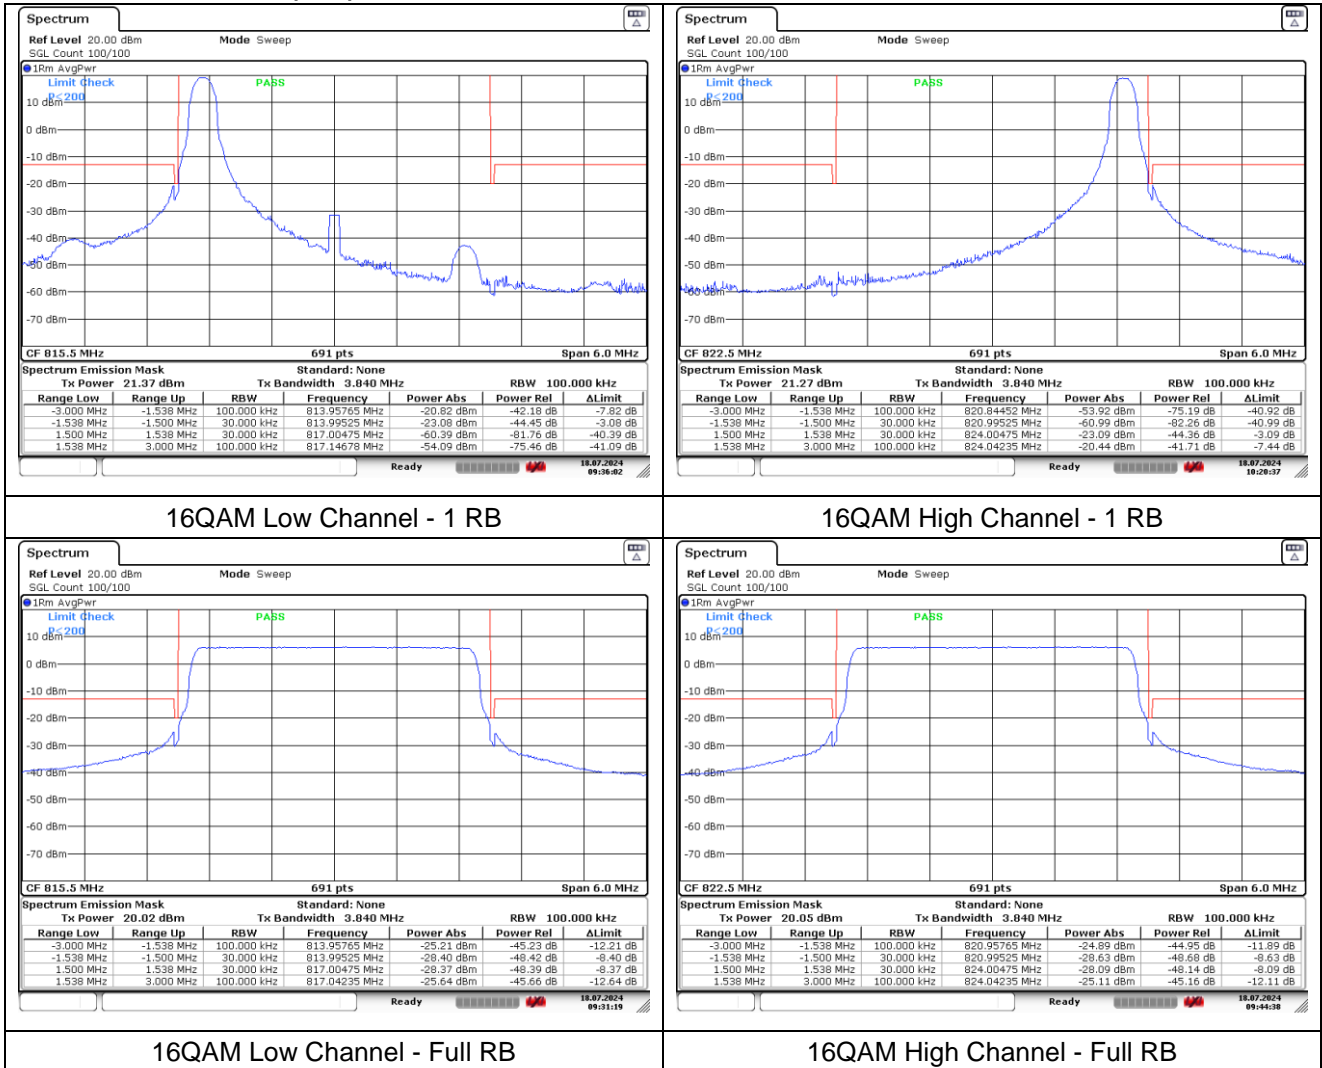 Spectrum
Ref Level 20.00 dBm Mode Sweep
SGL Count 100/100
1Rm AvgPwr
Limit Check PASS
P<200
10 dBm
0 dBm
-10 dBm
-20 dBm
-30 dBm
-40 dBm
-50 dBm
-60 dBm
-70 dBm
CF 815.5 MHz 691 pts Span 6.0 MHz
Spectrum Emission Mask Standard: None
Tx Power 21.37 dBm Tx Bandwidth 3.840 MHz RBW 100.000 kHz
Range Low Range Up RBW Frequency Power Abs Power Rel ΔLimit
-3.000 MHz -1.538 MHz 100.000 kHz 813.95765 MHz -20.82 dBm -42.18 dB -7.82 dB
-1.538 MHz -1.500 MHz 30.000 kHz 813.99525 MHz -23.08 dBm -44.45 dB -3.08 dB
1.500 MHz 1.538 MHz 30.000 kHz 817.00475 MHz -60.39 dBm -81.76 dB -40.39 dB
1.538 MHz 3.000 MHz 100.000 kHz 817.14678 MHz -54.09 dBm -75.46 dB -41.09 dB
Ready 18.07.2024
09:36:02
16QAM Low Channel - 1 RB
Spectrum
Ref Level 20.00 dBm Mode Sweep
SGL Count 100/100
1Rm AvgPwr
Limit Check PASS
P<200
10 dBm
0 dBm
-10 dBm
-20 dBm
-30 dBm
-40 dBm
-50 dBm
-60 dBm
-70 dBm
CF 822.5 MHz 691 pts Span 6.0 MHz
Spectrum Emission Mask Standard: None
Tx Power 21.27 dBm Tx Bandwidth 3.840 MHz RBW 100.000 kHz
Range Low Range Up RBW Frequency Power Abs Power Rel ΔLimit
-3.000 MHz -1.538 MHz 100.000 kHz 820.84452 MHz -53.92 dBm -75.19 dB -40.92 dB
-1.538 MHz -1.500 MHz 30.000 kHz 820.99525 MHz -60.99 dBm -82.26 dB -40.99 dB
1.500 MHz 1.538 MHz 30.000 kHz 824.00475 MHz -23.09 dBm -44.36 dB -3.09 dB
1.538 MHz 3.000 MHz 100.000 kHz 824.04235 MHz -20.44 dBm -41.71 dB -7.44 dB
Ready 18.07.2024
10:20:37
16QAM High Channel - 1 RB
Spectrum
Ref Level 20.00 dBm Mode Sweep
SGL Count 100/100
1Rm AvgPwr
Limit Check PASS
P<200
10 dBm
0 dBm
-10 dBm
-20 dBm
-30 dBm
-40 dBm
-50 dBm
-60 dBm
-70 dBm
CF 815.5 MHz 691 pts Span 6.0 MHz
Spectrum Emission Mask Standard: None
Tx Power 20.02 dBm Tx Bandwidth 3.840 MHz RBW 100.000 kHz
Range Low Range Up RBW Frequency Power Abs Power Rel ΔLimit
-3.000 MHz -1.538 MHz 100.000 kHz 813.95765 MHz -25.21 dBm -45.23 dB -12.21 dB
-1.538 MHz -1.500 MHz 30.000 kHz 813.99525 MHz -28.40 dBm -48.42 dB -8.40 dB
1.500 MHz 1.538 MHz 30.000 kHz 817.00475 MHz -28.37 dBm -48.39 dB -8.37 dB
1.538 MHz 3.000 MHz 100.000 kHz 817.04235 MHz -25.64 dBm -45.66 dB -12.64 dB
Ready 18.07.2024
09:31:19
16QAM Low Channel - Full RB
Spectrum
Ref Level 20.00 dBm Mode Sweep
SGL Count 100/100
1Rm AvgPwr
Limit Check PASS
P<200
10 dBm
0 dBm
-10 dBm
-20 dBm
-30 dBm
-40 dBm
-50 dBm
-60 dBm
-70 dBm
CF 822.5 MHz 691 pts Span 6.0 MHz
Spectrum Emission Mask Standard: None
Tx Power 20.05 dBm Tx Bandwidth 3.840 MHz RBW 100.000 kHz
Range Low Range Up RBW Frequency Power Abs Power Rel ΔLimit
-3.000 MHz -1.538 MHz 100.000 kHz 820.95765 MHz -24.89 dBm -44.95 dB -11.89 dB
-1.538 MHz -1.500 MHz 30.000 kHz 820.99525 MHz -28.63 dBm -48.68 dB -8.63 dB
1.500 MHz 1.538 MHz 30.000 kHz 824.00475 MHz -28.09 dBm -48.14 dB -8.09 dB
1.538 MHz 3.000 MHz 100.000 kHz 824.04235 MHz -25.11 dBm -45.16 dB -12.11 dB
Ready 18.07.2024
09:44:38
16QAM High Channel - Full RB